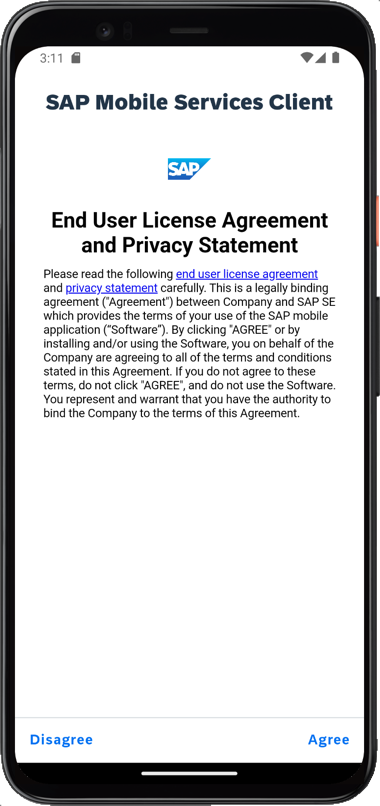 3:11
SAP Mobile Services Client
SAP
End User License Agreement
and Privacy Statement
Please read the following end user license agreement
and privacy statement carefully. This is a legally binding
agreement ("Agreement") between Company and SAP SE
which provides the terms of your use of the SAP mobile
application (“Software”). By clicking "AGREE" or by
installing and/or using the Software, you on behalf of the
Company are agreeing to all of the terms and conditions
stated in this Agreement. If you do not agree to these
terms, do not click "AGREE", and do not use the Software.
You represent and warrant that you have the authority to
bind the Company to the terms of this Agreement.
Disagree
Agree